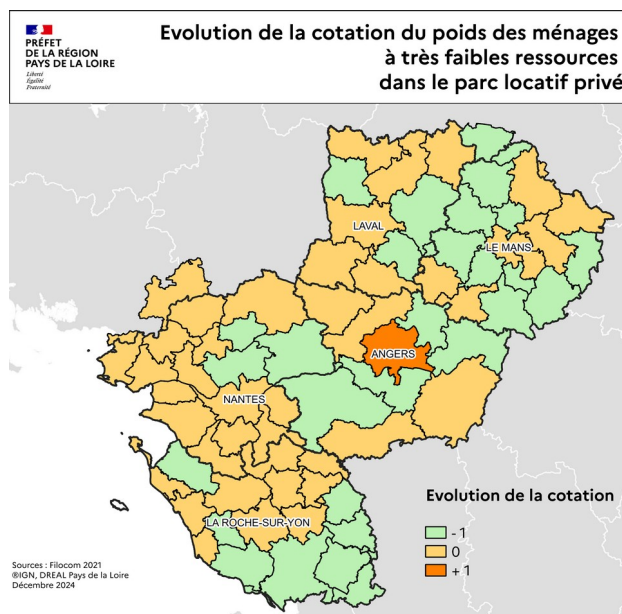 PRÉFET
DE LA RÉGION
PAYS DE LA LOIRE
Liberté
Égalité
Fraternité
Evolution de la cotation du poids des ménages
à très faibles ressources
dans le parc locatif privé
LAVAL
LE MANS
ANGERS
NANTES
LA ROCHE-SUR-YON
Evolution de la cotation
- 1
0
+ 1
Sources : Filocom 2021
®IGN, DREAL Pays de la Loire
Décembre 2024